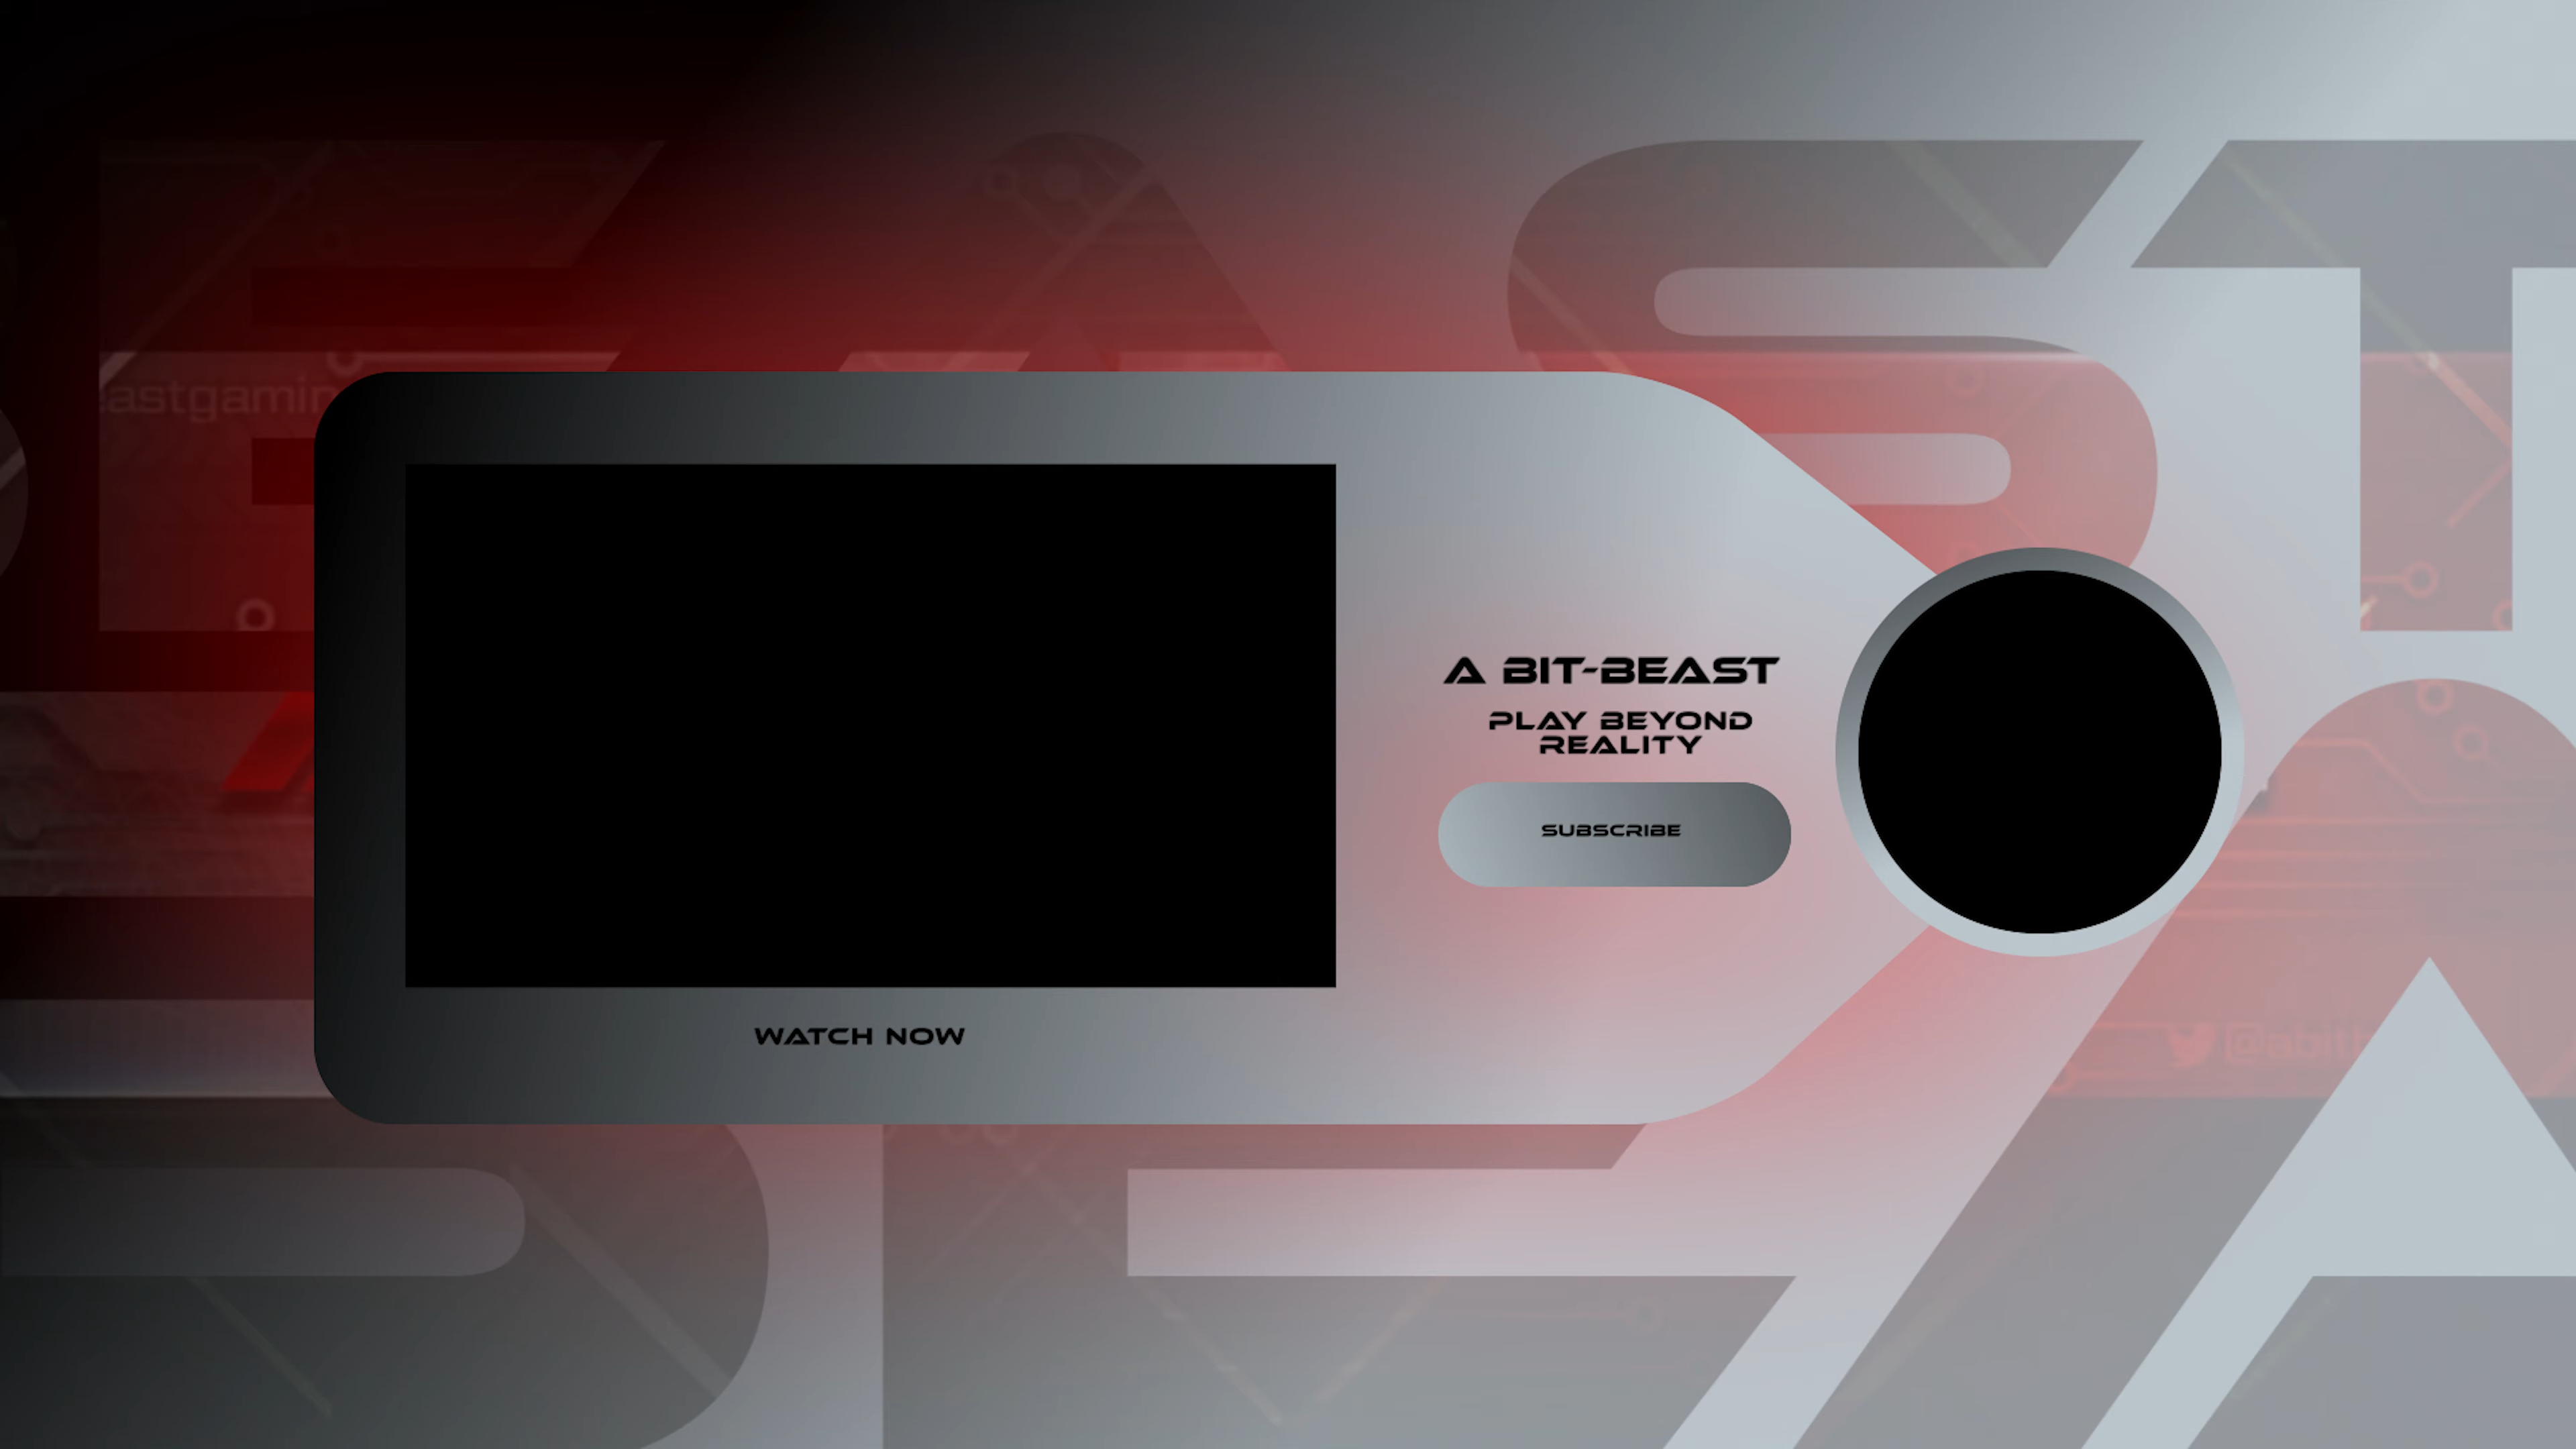 A BIT-BEAST
PLAY BEYOND
REALITY
SUBSCRIBE
WATCH NOW